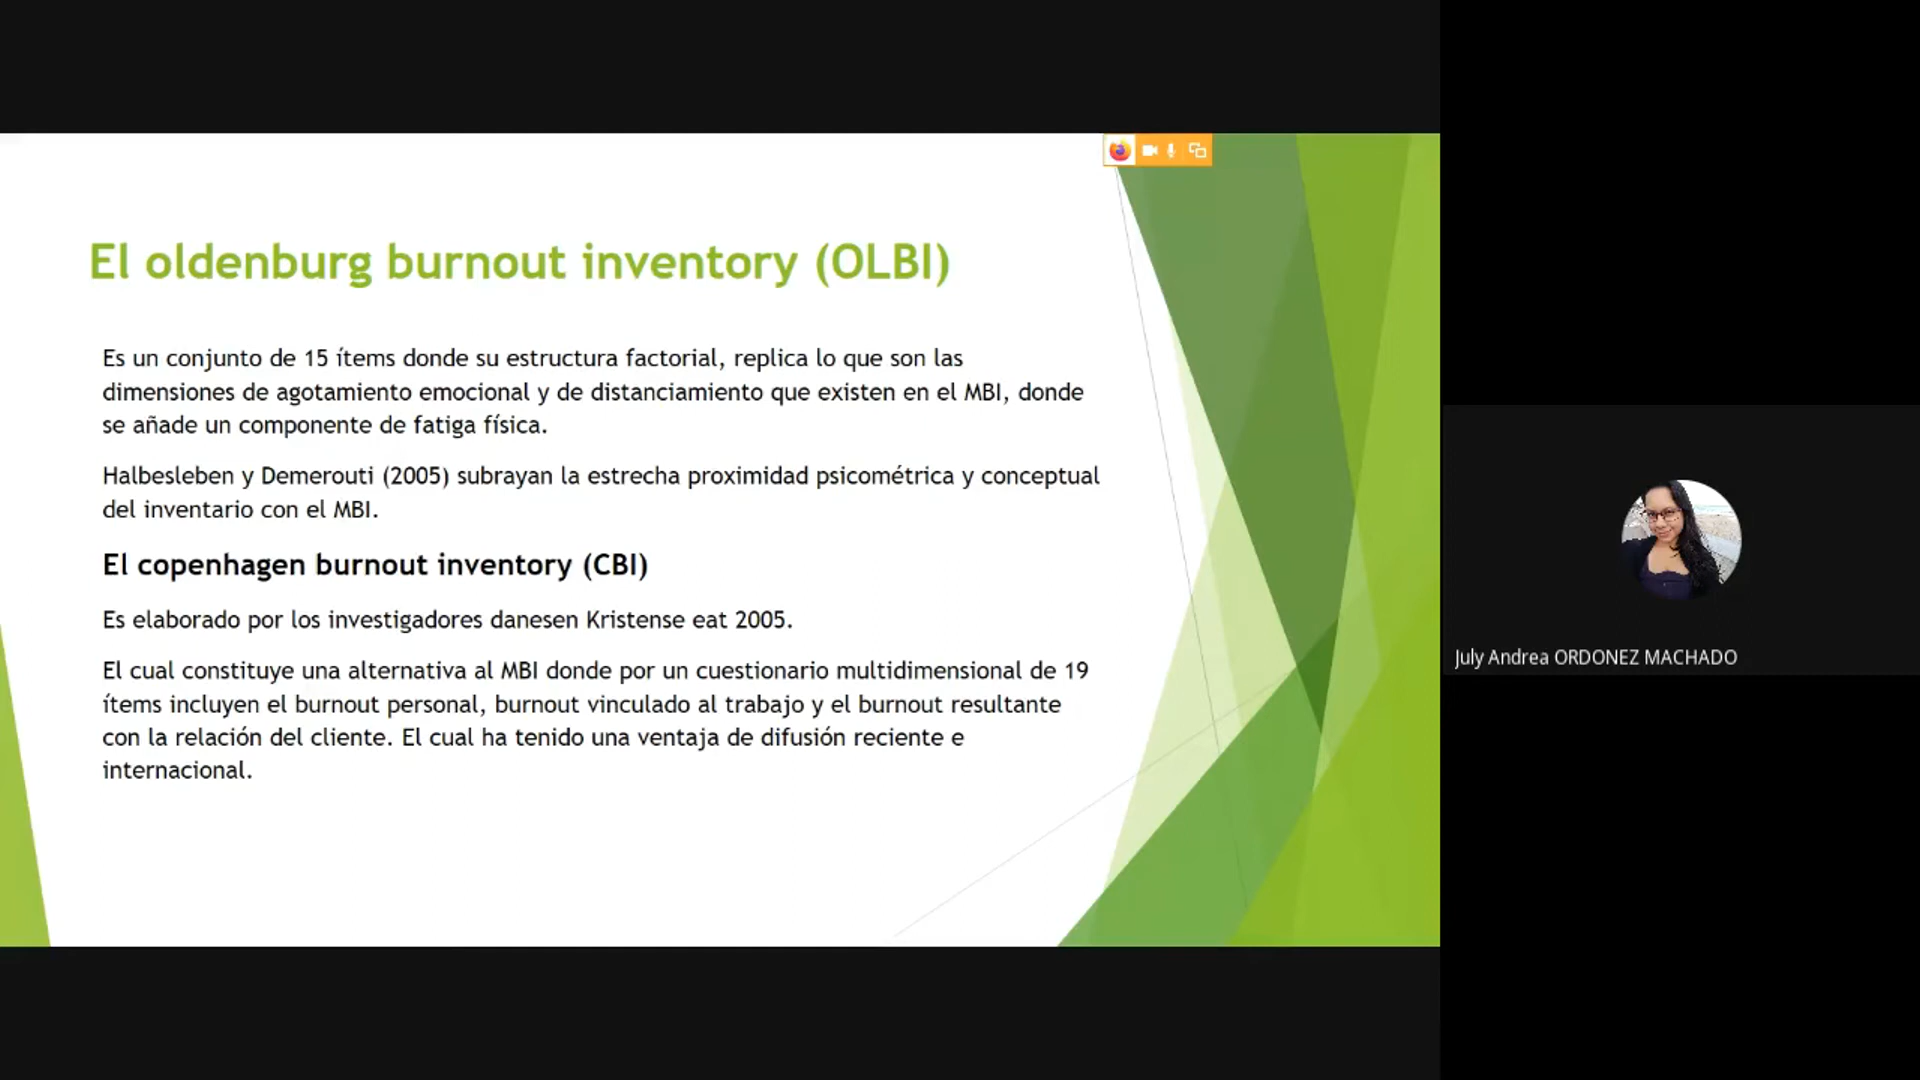 El oldenburg burnout inventory (OLBI)
Es un conjunto de 15 ítems donde su estructura factorial, replica lo que son las
dimensiones de agotamiento emocional y de distanciamiento que existen en el MBI, donde
se añade un componente de fatiga física.
Halbesleben y Demerouti (2005) subrayan la estrecha proximidad psicométrica y conceptual
del inventario con el MBI.
El copenhagen burnout inventory (CBI)
Es elaborado por los investigadores danesen Kristense eat 2005.
El cual constituye una alternativa al MBI donde por un cuestionario multidimensional de 19
ítems incluyen el burnout personal, burnout vinculado al trabajo y el burnout resultante
con la relación del cliente. El cual ha tenido una ventaja de difusión reciente e
internacional.
July Andrea ORDONEZ MACHADO